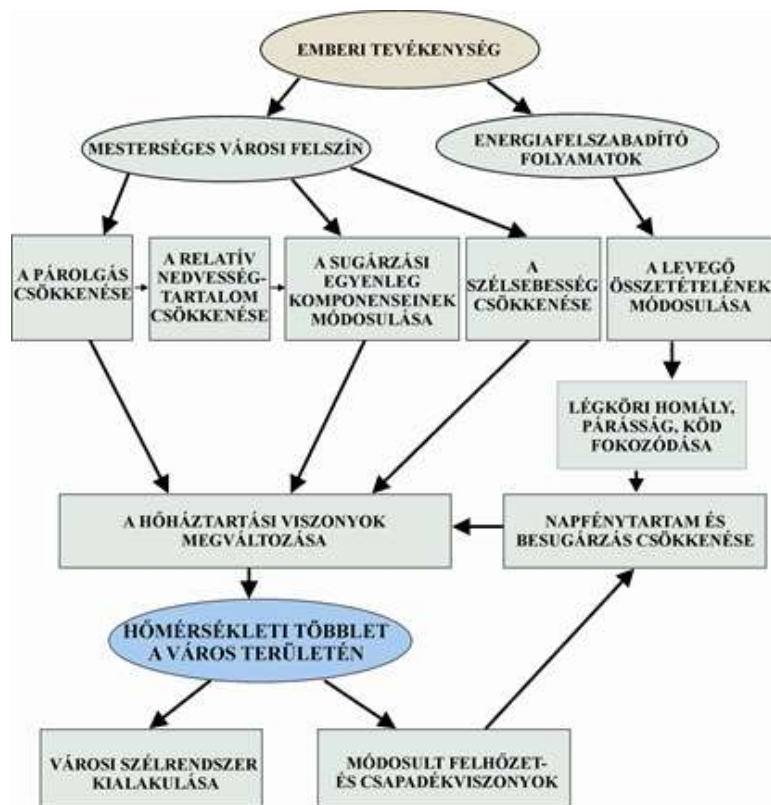 EMBERI TEVÉKENYSÉG
MESTERSÉGES VÁROSI FELSZÍN
ENERGIAFELSZABADÍTÓ
FOLYAMATOK
A PÁROLGÁS
CSÖKKENÉSE
A RELATÍV
NEDVESSÉG-
TARTALOM
CSÖKKENÉSE
A SUGÁRZÁSI
EGYENLEG
KOMPONENSEINEK
MÓDOSULÁSA
A
SZÉLSEBESSÉG
CSÖKKENÉSE
A LEVEGŐ
ÖSSZETÉTELÉNEK
MÓDOSULÁSA
LÉGKÖRI HOMÁLY,
PÁRÁSSÁG, KÖD
FOKOZÓDÁSA
A HŐHÁZTARTÁSI VISZONYOK
MEGVÁLTOZÁSA
NAPFÉNYTARTAM ÉS
BESUGÁRZÁS CSÖKKENÉSE
HŐMÉRSÉKLETI TÖBBLET
A VÁROS TERÜLETÉN
VÁROSI SZÉLRENDSZER
KIALAKULÁSA
MÓDOSULT FELHŐZET-
ÉS CSAPADÉKVISZONYOK